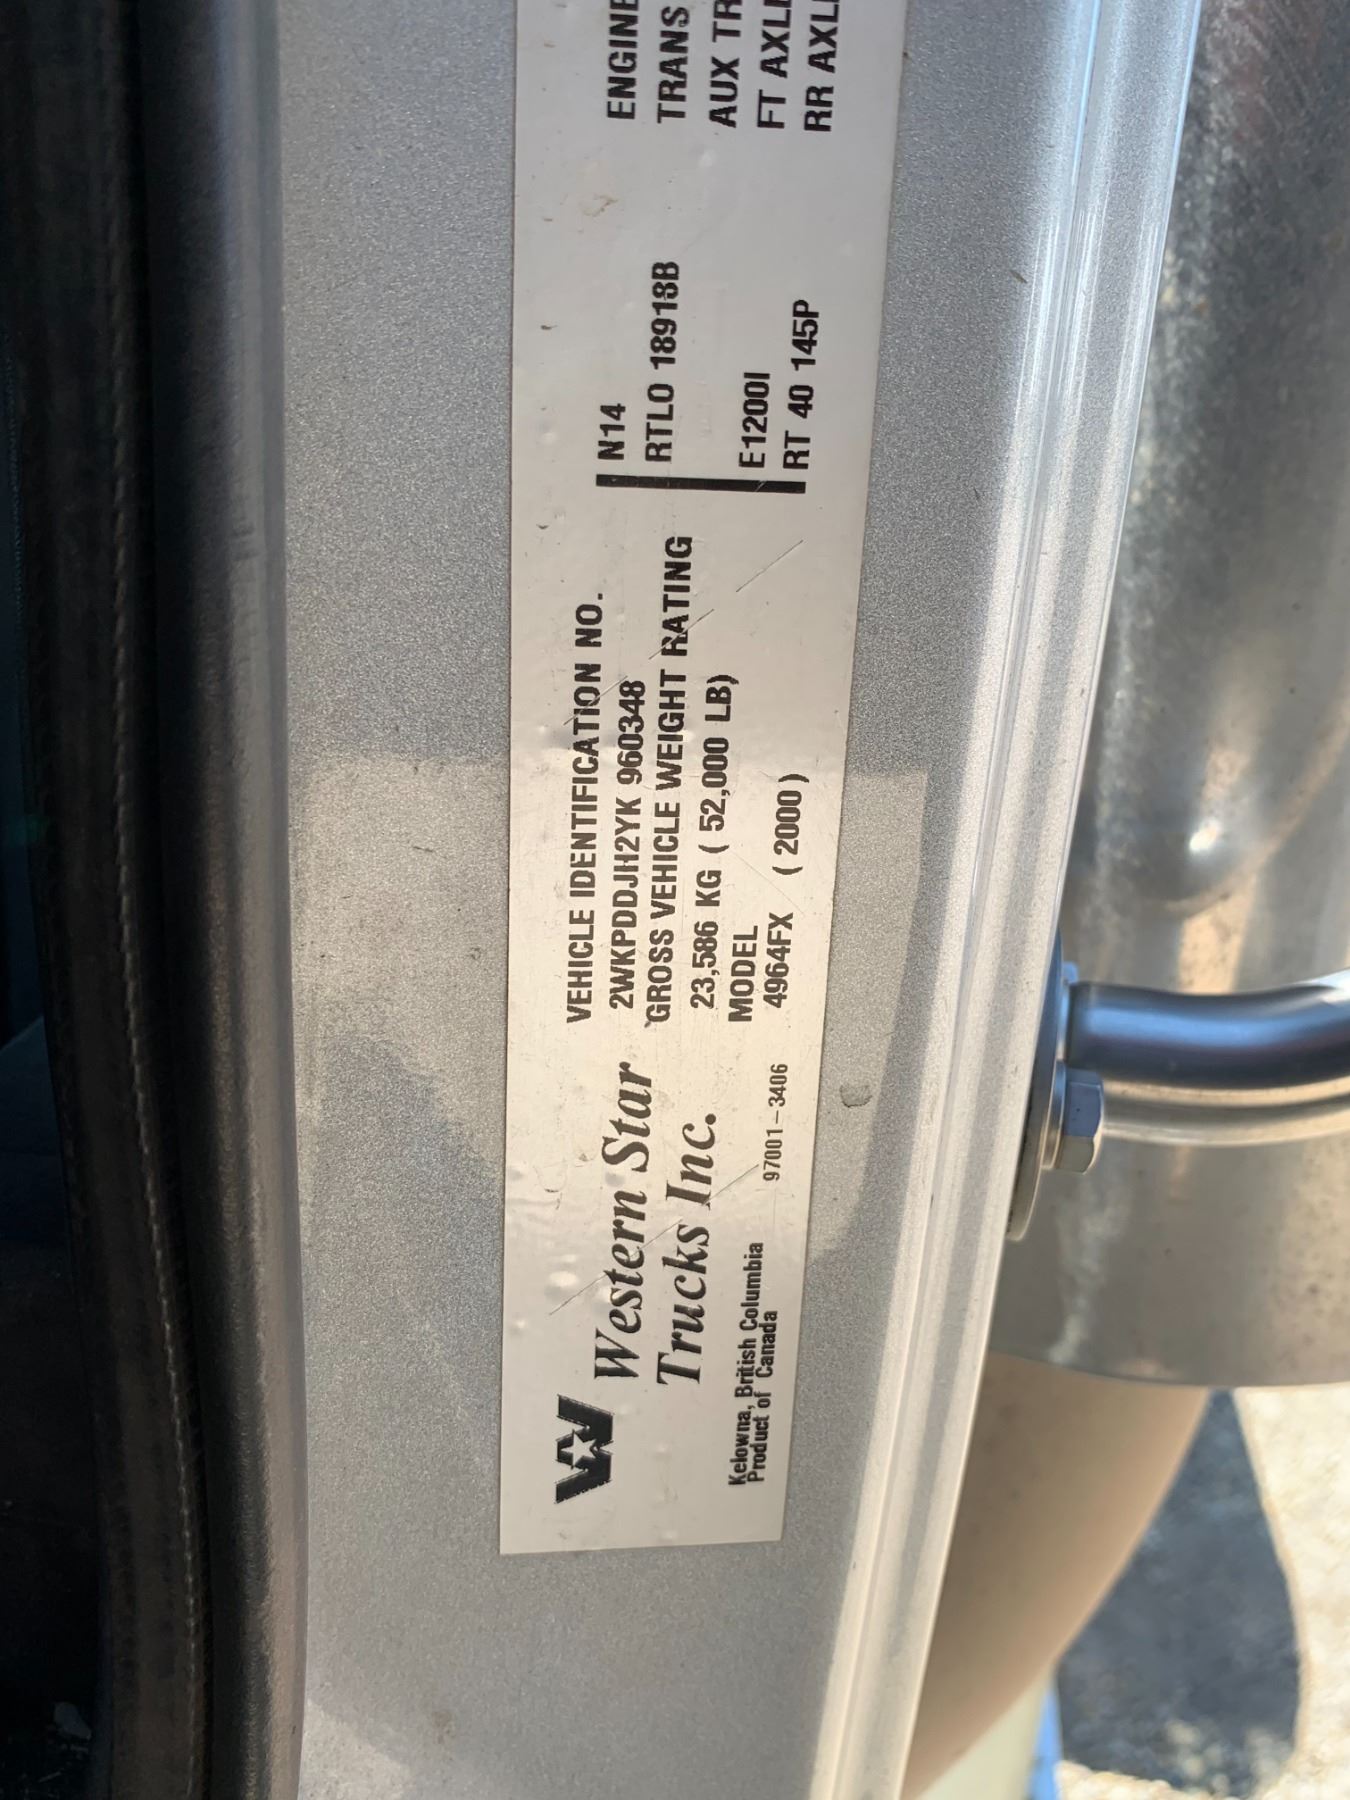 Western Star
Trucks Inc.
Kelowna, British Columbia
Product of Canada
97001-3406
VEHICLE IDENTIFICATION NO.
2WKPDDJH2YK 960348
GROSS VEHICLE WEIGHT RATING
23,586 KG ( 52,000 LB)
MODEL
4964FX ( 2000 )
N14
RTLO 18918B
E1200I
RT 40 145P
ENGINE
TRANS
AUX TR
FT AXLE
RR AXL